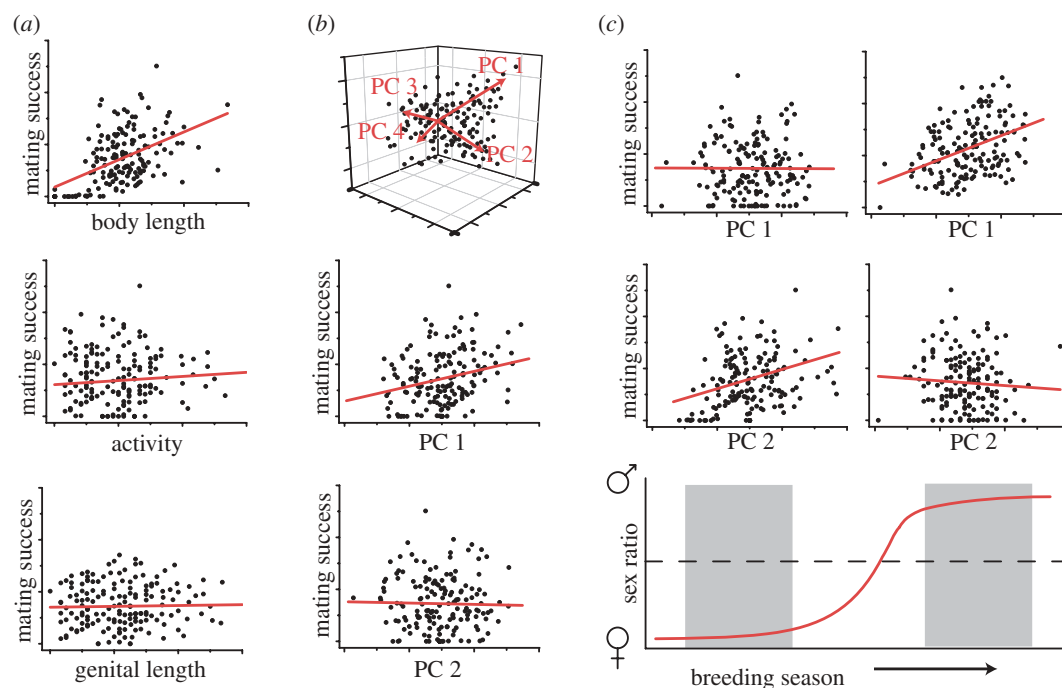 (a)
mating success
body length
mating success
activity
mating success
genital length
(b)
PC 1
PC 3
PC 4
PC 2
mating success
PC 1
mating success
PC 2
(c)
mating success
PC 1
PC 1
mating success
PC 2
PC 2
♂
sex ratio
♀
breeding season